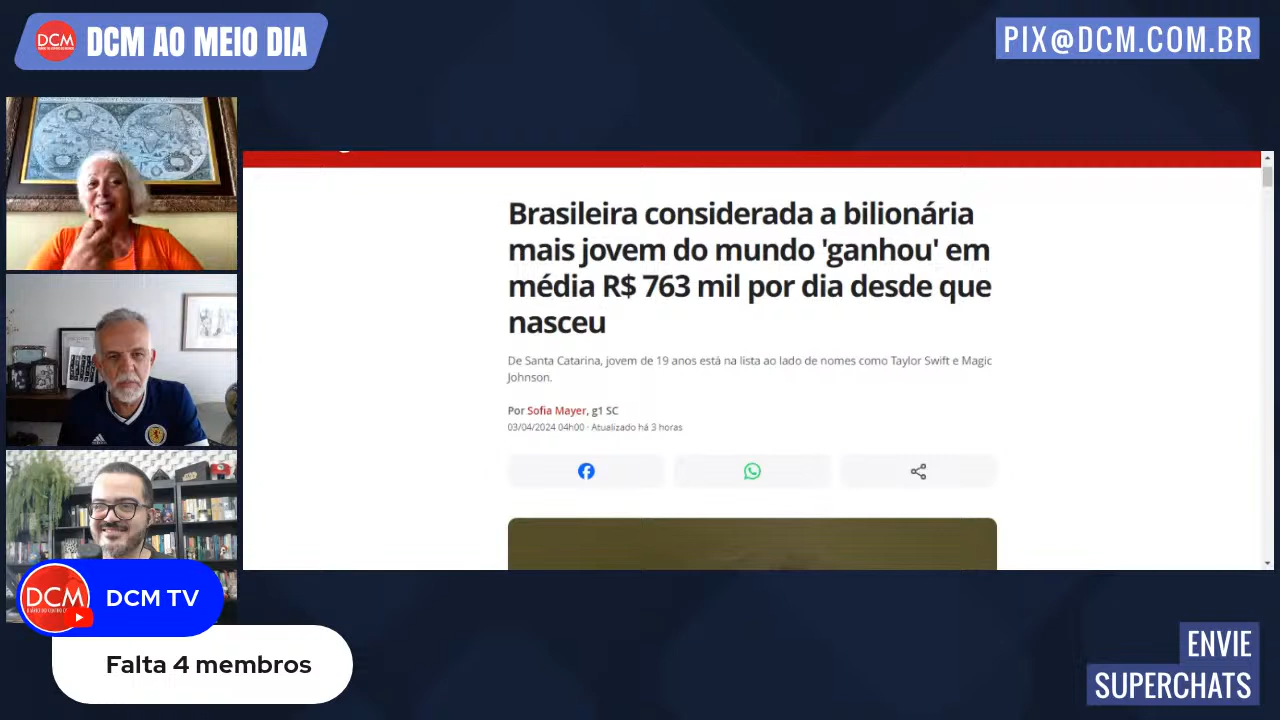 DCM
DCM AO MEIO DIA
PIX@DCM.COM.BR
Brasileira considerada a bilionária
mais jovem do mundo 'ganhou' em
média R$ 763 mil por dia desde que
nasceu
De Santa Catarina, jovem de 19 anos está na lista ao lado de nomes como Taylor Swift e Magic
Johnson.
Por Sofia Mayer, g1 SC
03/04/2024 04h00 · Atualizado há 3 horas
DCM
DCM TV
Falta 4 membros
ENVIE
SUPERCHATS